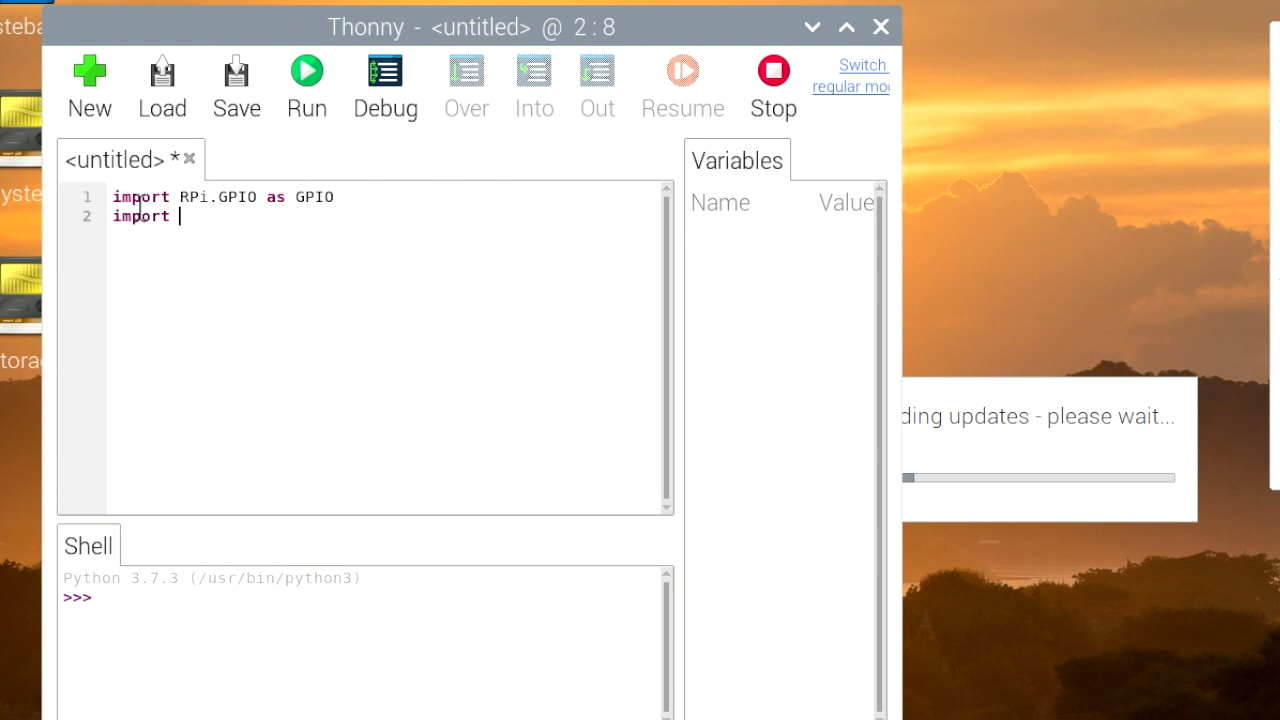 Thonny - <untitled> @ 2 : 8
New
Load
Save
Run
Debug
Over
Into
Out
Resume
Stop
Switch
regular
<untitled> *
1 import RPi.GPIO as GPIO
2 import
Variables
Name Value
Shell
Python 3.7.3 (/usr/bin/python3)
>>>
updates - please wait...